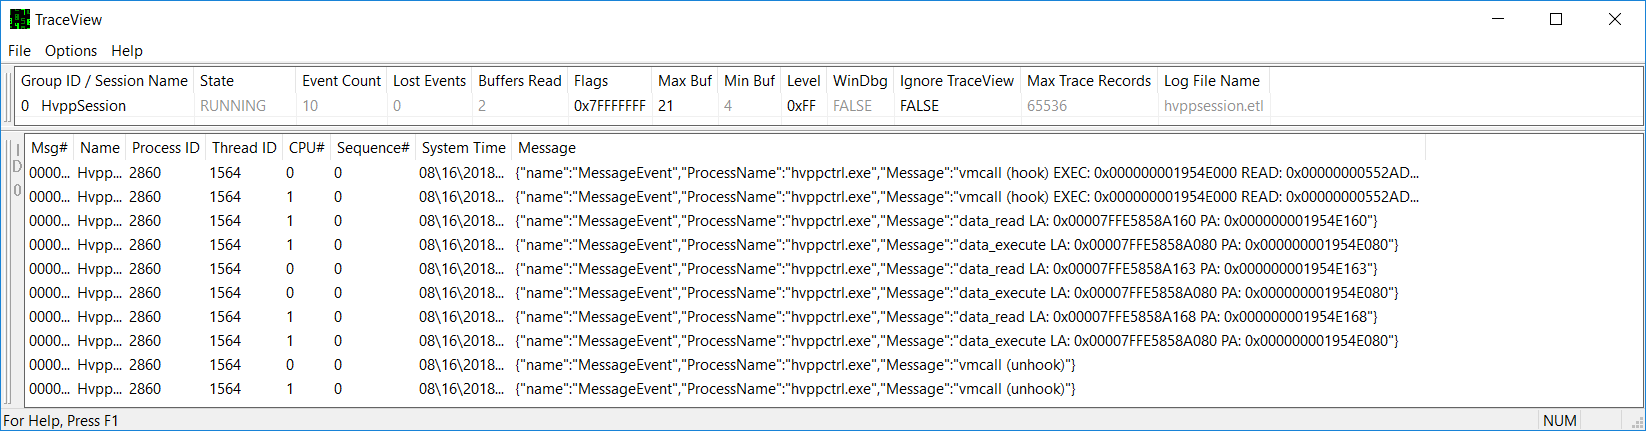 TraceView
File Options Help
Group ID / Session Name State Event Count Lost Events Buffers Read Flags Max Buf Min Buf Level WinDbg Ignore TraceView Max Trace Records Log File Name
0 HvppSession RUNNING 10 0 2 0x7FFFFFFF 21 4 0xFF FALSE FALSE 65536 hvppsession.etl
ID 0
Msg# Name Process ID Thread ID CPU# Sequence# System Time Message
0000... Hvpp... 2860 1564 0 0 08\16\2018... {"name":"MessageEvent","ProcessName":"hvppctrl.exe","Message":"vmcall (hook) EXEC: 0x000000001954E000 READ: 0x00000000552AD...
0000... Hvpp... 2860 1564 1 0 08\16\2018... {"name":"MessageEvent","ProcessName":"hvppctrl.exe","Message":"vmcall (hook) EXEC: 0x000000001954E000 READ: 0x00000000552AD...
0000... Hvpp... 2860 1564 1 0 08\16\2018... {"name":"MessageEvent","ProcessName":"hvppctrl.exe","Message":"data_read LA: 0x00007FFE5858A160 PA: 0x000000001954E160"}
0000... Hvpp... 2860 1564 1 0 08\16\2018... {"name":"MessageEvent","ProcessName":"hvppctrl.exe","Message":"data_execute LA: 0x00007FFE5858A080 PA: 0x000000001954E080"}
0000... Hvpp... 2860 1564 0 0 08\16\2018... {"name":"MessageEvent","ProcessName":"hvppctrl.exe","Message":"data_read LA: 0x00007FFE5858A163 PA: 0x000000001954E163"}
0000... Hvpp... 2860 1564 0 0 08\16\2018... {"name":"MessageEvent","ProcessName":"hvppctrl.exe","Message":"data_execute LA: 0x00007FFE5858A080 PA: 0x000000001954E080"}
0000... Hvpp... 2860 1564 1 0 08\16\2018... {"name":"MessageEvent","ProcessName":"hvppctrl.exe","Message":"data_read LA: 0x00007FFE5858A168 PA: 0x000000001954E168"}
0000... Hvpp... 2860 1564 1 0 08\16\2018... {"name":"MessageEvent","ProcessName":"hvppctrl.exe","Message":"data_execute LA: 0x00007FFE5858A080 PA: 0x000000001954E080"}
0000... Hvpp... 2860 1564 0 0 08\16\2018... {"name":"MessageEvent","ProcessName":"hvppctrl.exe","Message":"vmcall (unhook)"}
0000... Hvpp... 2860 1564 1 0 08\16\2018... {"name":"MessageEvent","ProcessName":"hvppctrl.exe","Message":"vmcall (unhook)"}
For Help, Press F1 NUM